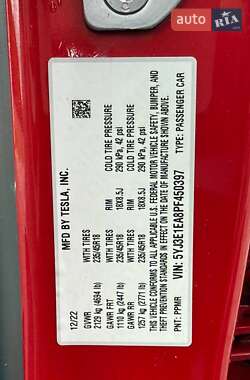 AUTO RIA
12/22 MFD BY TESLA, INC.
GVWR
2129 kg (4694 lb)
GAWR FRT WITH TIRES RIM COLD TIRE PRESSURE
1110 kg (2447 lb) 235/45R18 18X8.5J 290 kPa, 42 psi
GAWR RR WITH TIRES RIM COLD TIRE PRESSURE
1257 kg (2771 lb) 235/45R18 18X8.5J 290 kPa, 42 psi
THIS VEHICLE CONFORMS TO ALL APPLICABLE
U.S. FEDERAL MOTOR VEHICLE SAFETY, BUMPER, AND
THEFT PREVENTION STANDARDS IN EFFECT ON THE
DATE OF MANUFACTURE SHOWN ABOVE.
PNT: PPMR TYPE: PASSENGER CAR
VIN: 5YJ3E1EA8PF450397